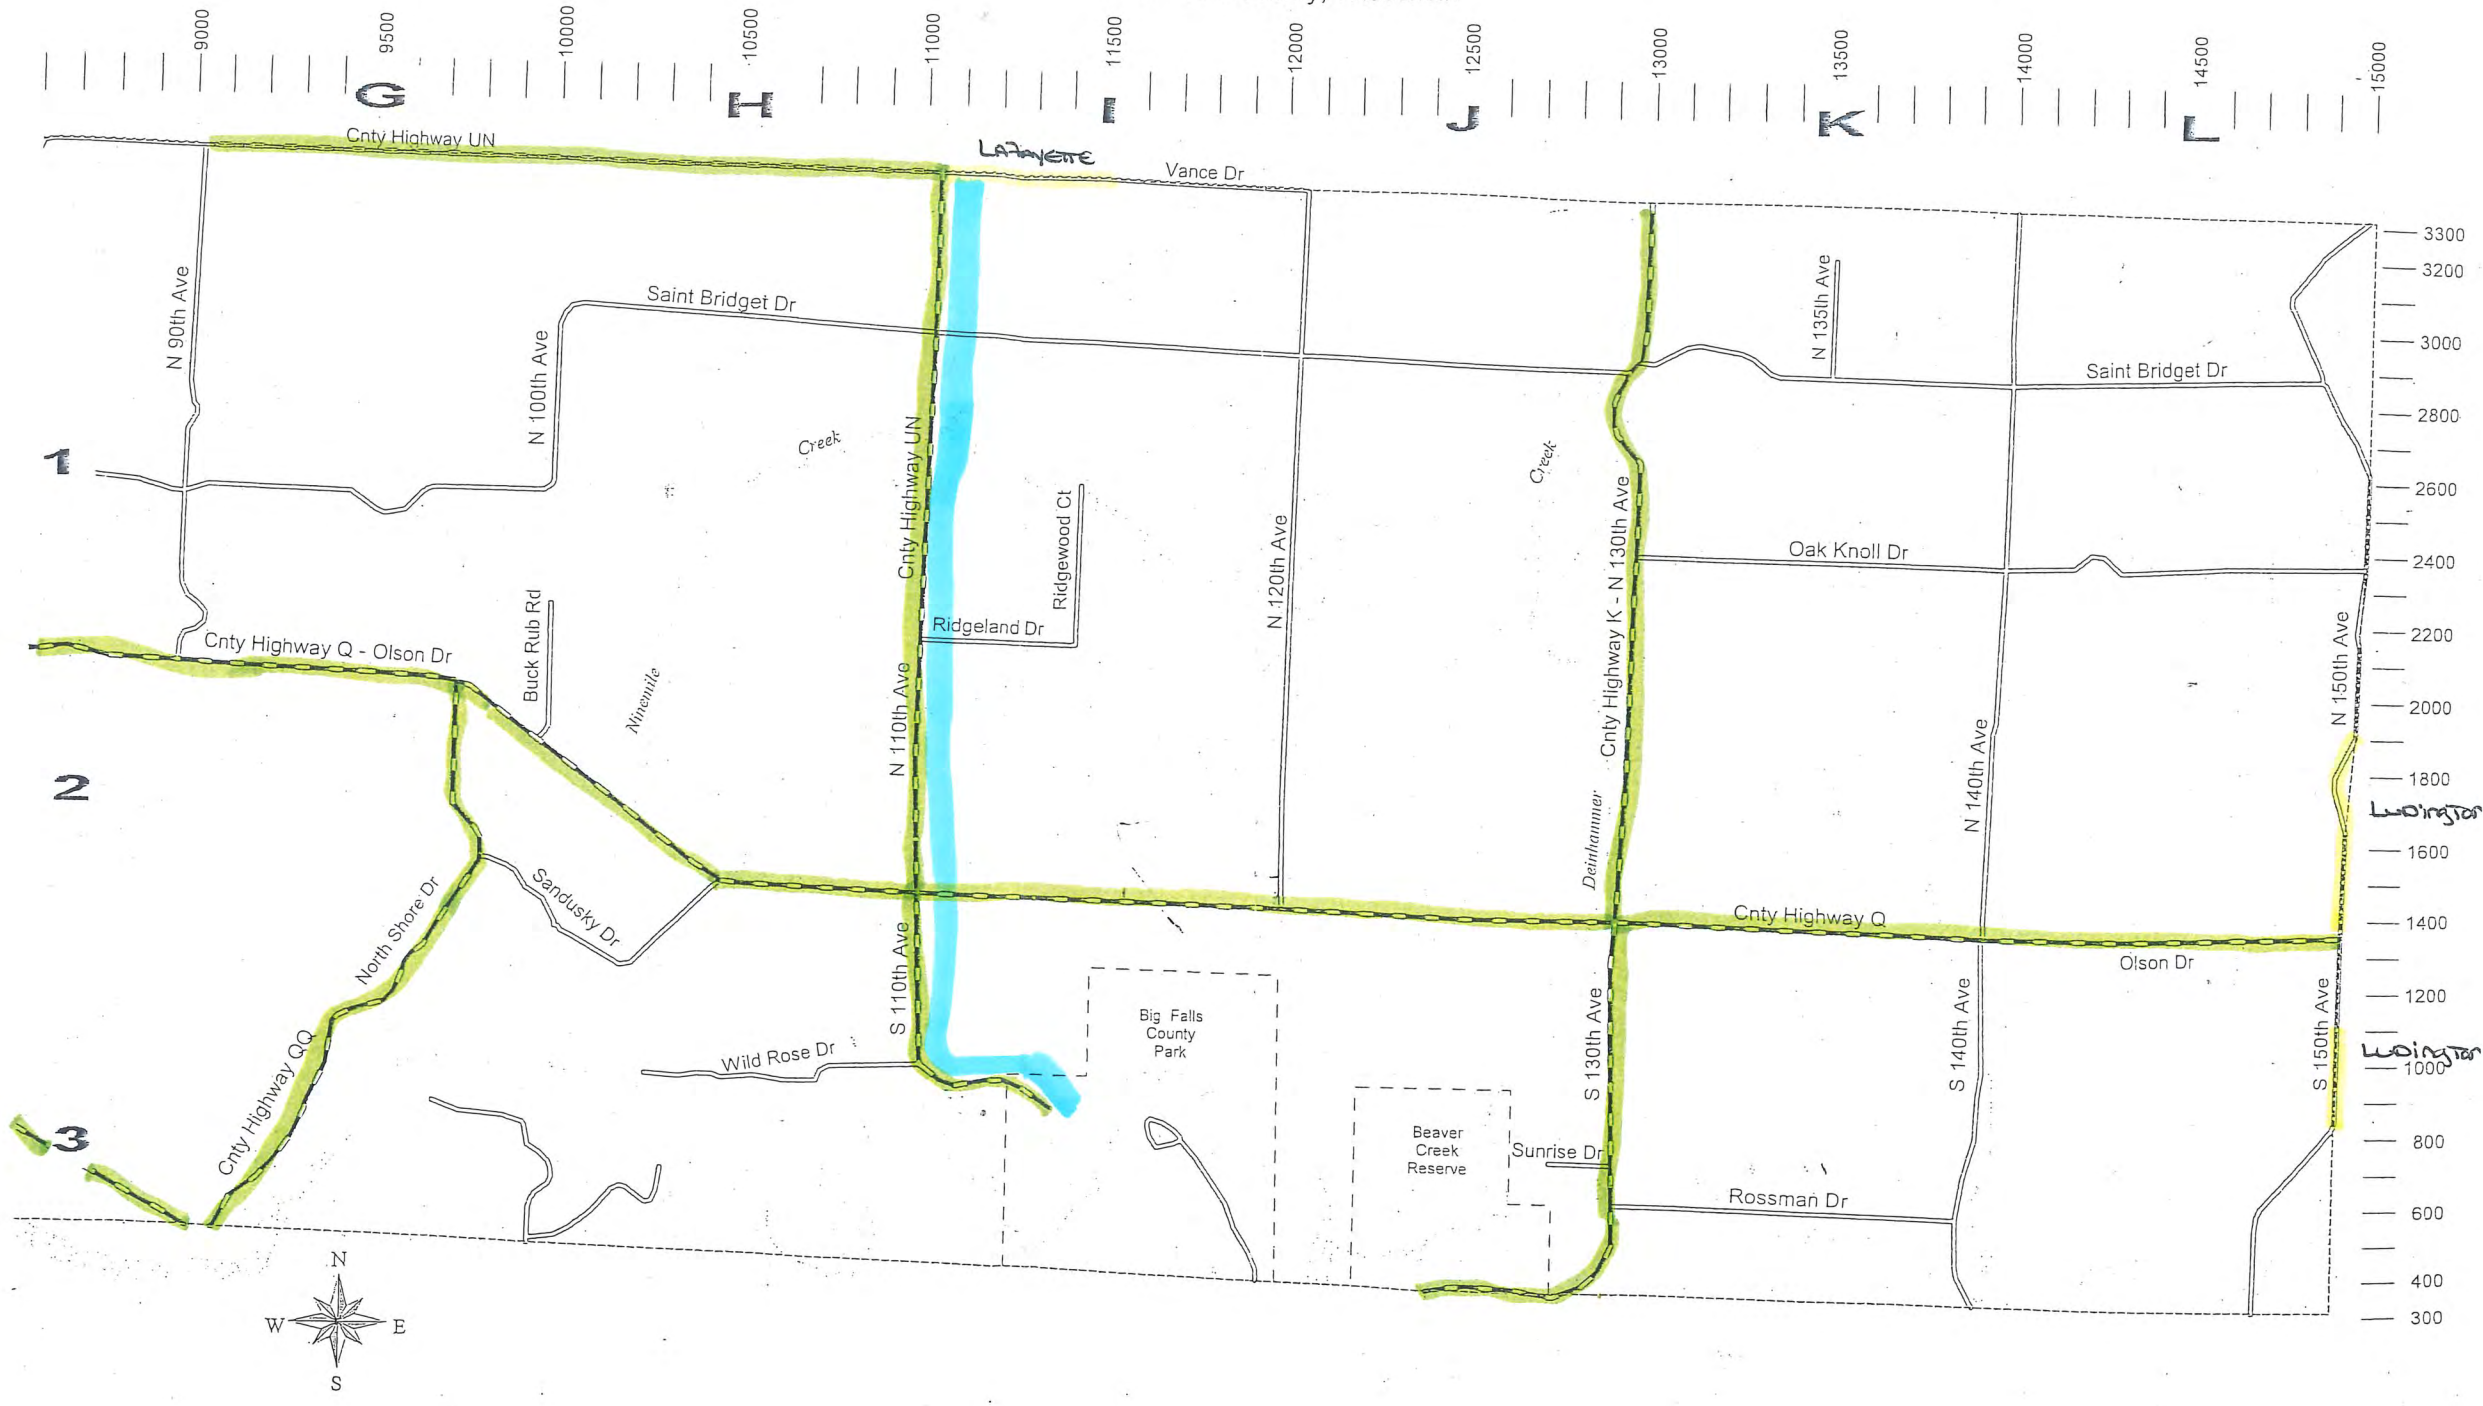 9000
9500
10000
10500
11000
11500
12000
12500
13000
13500
14000
14500
15000
G
H
I
J
K
L
Cnty Highway UN
LAFAYETTE
Vance Dr
3300
3200
3000
2800
2600
2400
2200
2000
1800
1600
1400
1200
1000
800
600
400
300
N 90th Ave
N 100th Ave
Saint Bridget Dr
N 135th Ave
Saint Bridget Dr
1
Creek
Cnty Highway UN
Creek
Ridgewood Ct
N 120th Ave
Cnty Highway K - N 130th Ave
Oak Knoll Dr
Buck Rub Rd
Ridgeland Dr
Cnty Highway Q - Olson Dr
N 150th Ave
Ninemile
N 110th Ave
N 140th Ave
2
Ludington
Deinhammer
Sandusky Dr
North Shore Dr
Cnty Highway Q
Olson Dr
S 110th Ave
Big Falls
County
Park
S 130th Ave
S 140th Ave
S 150th Ave
Ludington
Wild Rose Dr
Cnty Highway QQ
3
Beaver
Creek
Reserve
Sunrise Dr
Rossman Dr
N
W
E
S